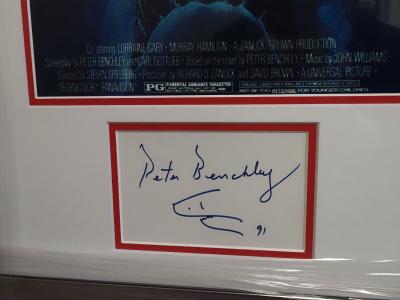 Co-starring LORRAINE GARY · MURRAY HAMILTON · A ZANUCK/BROWN PRODUCTION
Screenplay by PETER BENCHLEY and CARL GOTTLIEB · Based on the novel by PETER BENCHLEY · Music by JOHN WILLIAMS
Directed by STEVEN SPIELBERG · Produced by RICHARD D. ZANUCK and DAVID BROWN · A UNIVERSAL PICTURE ·
TECHNICOLOR® PANAVISION®
PG PARENTAL GUIDANCE SUGGESTED
MAY BE TOO INTENSE FOR YOUNGER CHILDREN
Peter Benchley
91